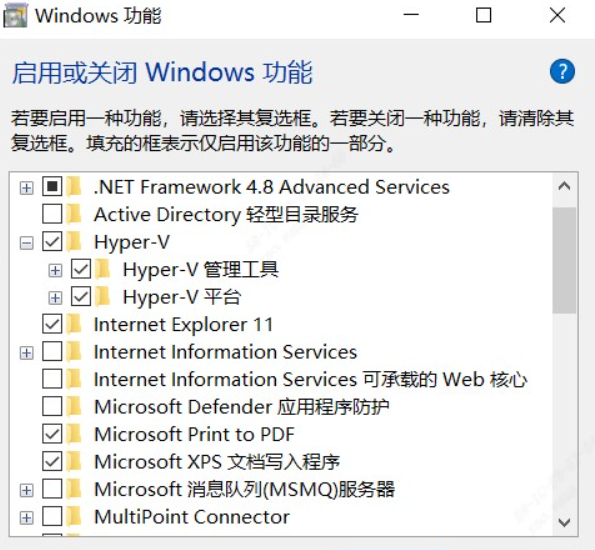 Windows 功能
启用或关闭 Windows 功能
?
若要启用一种功能，请选择其复选框。若要关闭一种功能，请清除其
复选框。填充的框表示仅启用该功能的一部分。
.NET Framework 4.8 Advanced Services
Active Directory 轻型目录服务
Hyper-V
Hyper-V 管理工具
Hyper-V 平台
Internet Explorer 11
Internet Information Services
Internet Information Services 可承载的 Web 核心
Microsoft Defender 应用程序防护
Microsoft Print to PDF
Microsoft XPS 文档写入程序
Microsoft 消息队列(MSMQ)服务器
MultiPoint Connector